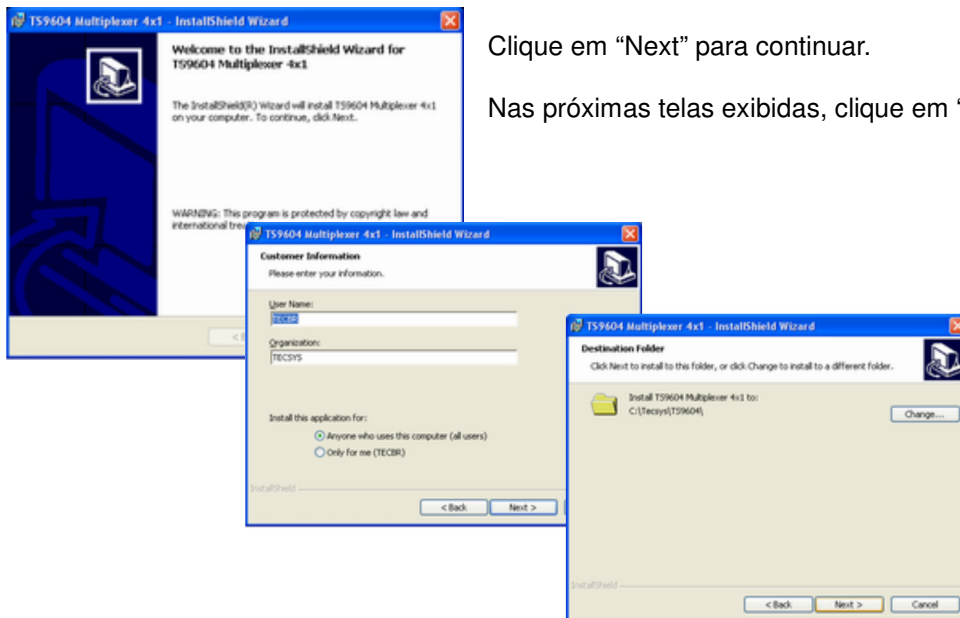 TS9604 Multiplexer 4x1 - InstallShield Wizard
Welcome to the InstallShield Wizard for
TS9604 Multiplexer 4x1
The InstallShield(R) Wizard will install TS9604 Multiplexer 4x1
on your computer. To continue, click Next.
WARNING: This program is protected by copyright law and
international
Clique em “Next” para continuar.
Nas próximas telas exibidas, clique em “
TS9604 Multiplexer 4x1 - InstallShield Wizard
Customer Information
Please enter your information.
User Name:
TECBR
Organization:
TECSYS
Install this application for:
Anyone who uses this computer (all users)
Only for me (TECBR)
InstallShield
< Back Next >
TS9604 Multiplexer 4x1 - InstallShield Wizard
Destination Folder
Click Next to install to this folder, or click Change to install to a different folder.
Install TS9604 Multiplexer 4x1 to:
C:\Tecsys\TS9604\
Change...
InstallShield
< Back Next > Cancel